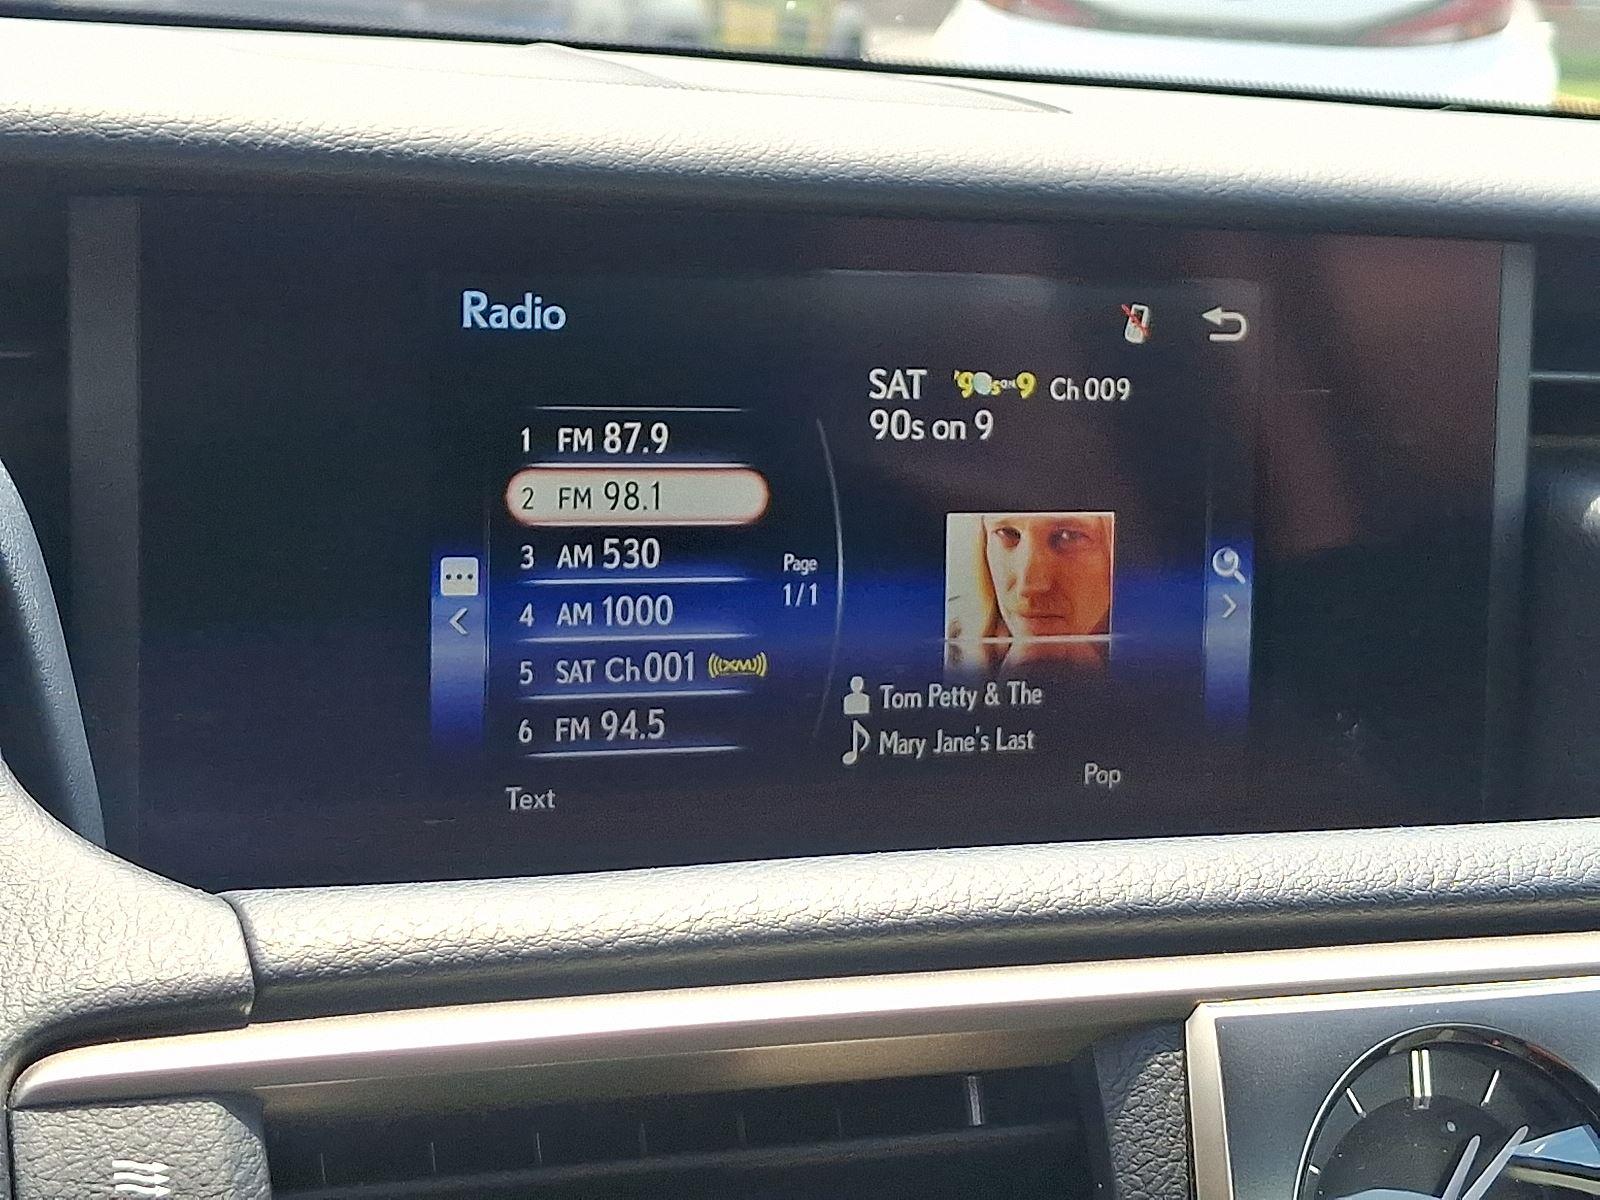 Radio
SAT '90s on 9 Ch 009
90s on 9
1 FM 87.9
2 FM 98.1
3 AM 530
4 AM 1000
5 SAT Ch 001 ((XM))
6 FM 94.5
Page
1/1
Tom Petty & The
Mary Jane's Last
Pop
Text